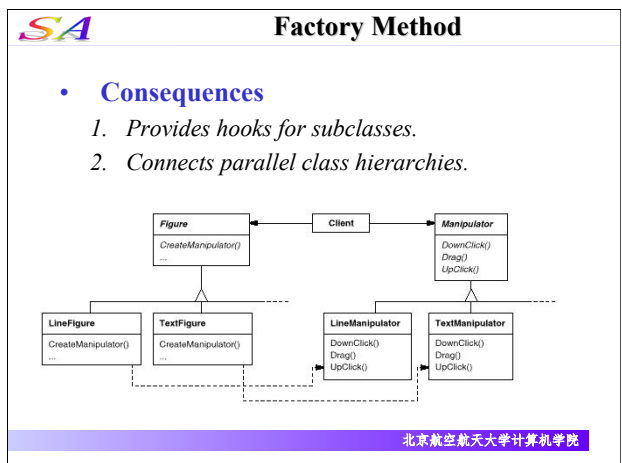 SA
Factory Method
• Consequences
1. Provides hooks for subclasses.
2. Connects parallel class hierarchies.
Figure
CreateManipulator()
...
Client
Manipulator
DownClick()
Drag()
UpClick()
LineFigure
CreateManipulator()
...
TextFigure
CreateManipulator()
...
LineManipulator
DownClick()
Drag()
UpClick()
TextManipulator
DownClick()
Drag()
UpClick()
北京航空航天大学计算机学院